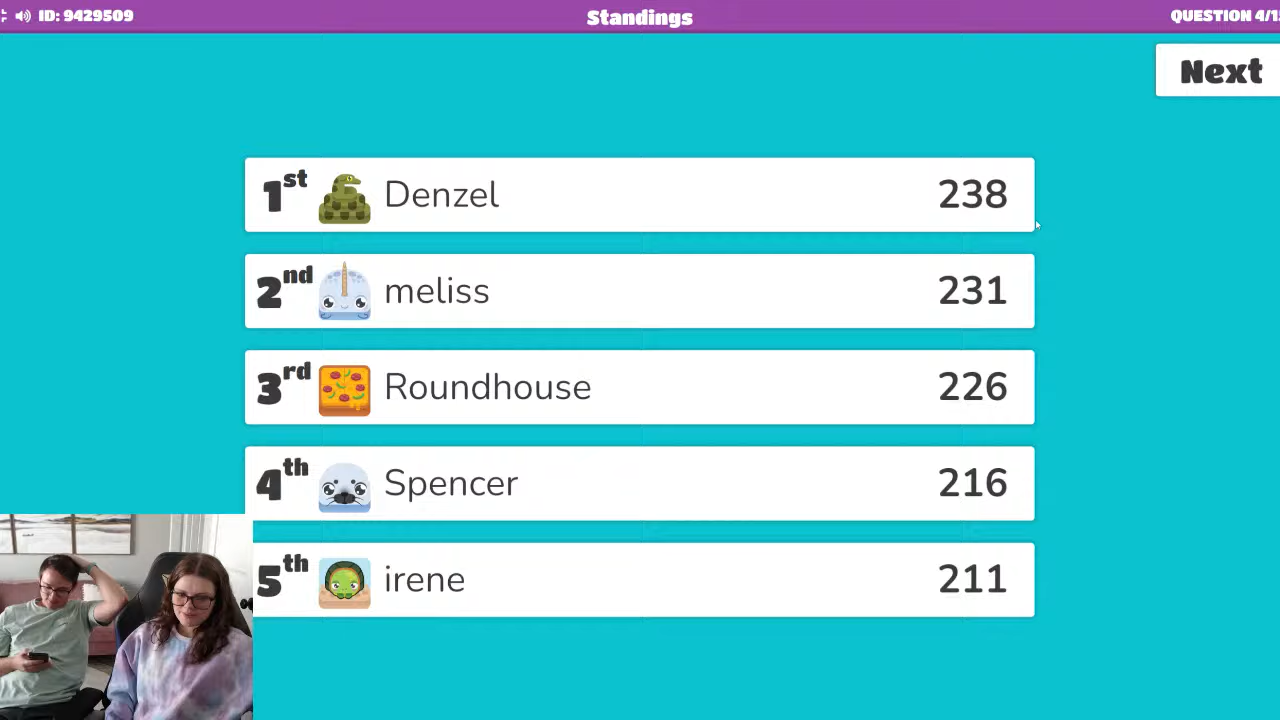 ID: 9429509
Standings
QUESTION 4/1
Next
1st Denzel 238
2nd meliss 231
3rd Roundhouse 226
4th Spencer 216
5th irene 211